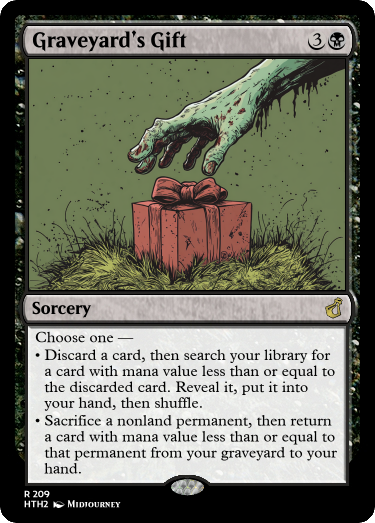 Graveyard's Gift 3
Sorcery
Choose one —
• Discard a card, then search your library for
a card with mana value less than or equal to
the discarded card. Reveal it, put it into
your hand, then shuffle.
• Sacrifice a nonland permanent, then return
a card with mana value less than or equal to
that permanent from your graveyard to your
hand.
R 209
HTH2 Midjourney